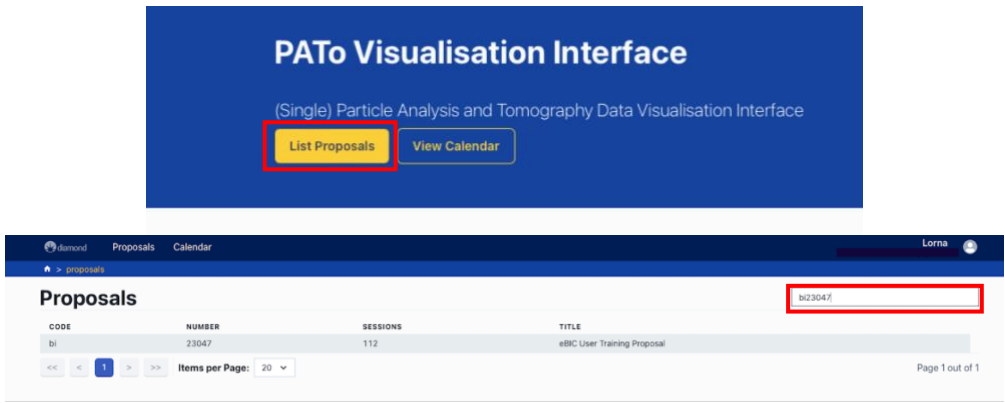 PATo Visualisation Interface
(Single) Particle Analysis and Tomography Data Visualisation Interface
List Proposals View Calendar
diamond Proposals Calendar Lorna
> proposals
Proposals bi23047
CODE NUMBER SESSIONS TITLE
bi 23047 112 eBIC User Training Proposal
<< < 1 > >> Items per Page: 20 Page 1 out of 1